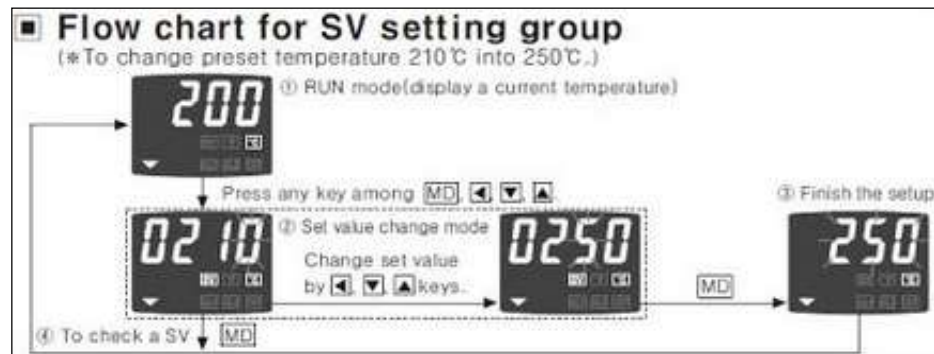 ■ Flow chart for SV setting group
(※To change preset temperature 210℃ into 250℃.)
200
① RUN mode(display a current temperature)
Press any key among MD, ◀, ▼, ▲.
③ Finish the setup
0210
② Set value change mode
Change set value
by ◀, ▼, ▲ keys.
0250
MD
250
④ To check a SV
MD